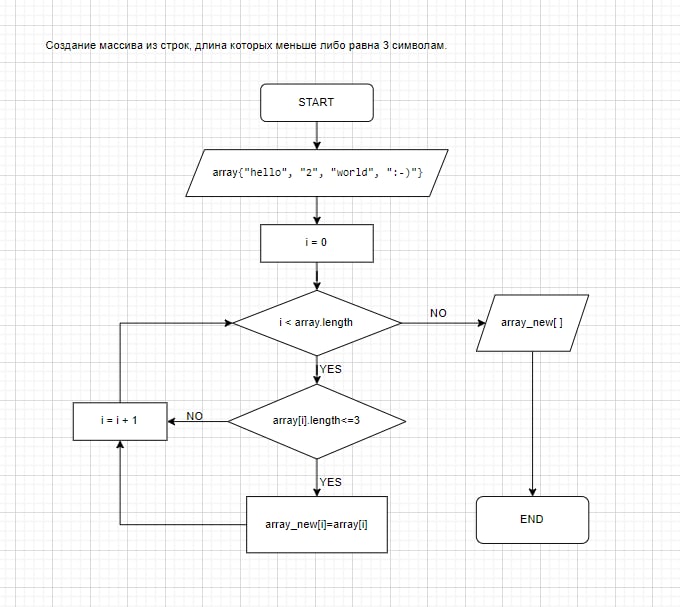 Создание массива из строк, длина которых меньше либо равна 3 символам.
START
array{"hello", "2", "world", ":-)"}
i = 0
i < array.length
NO
array_new[ ]
YES
i = i + 1
NO
array[i].length<=3
YES
array_new[i]=array[i]
END